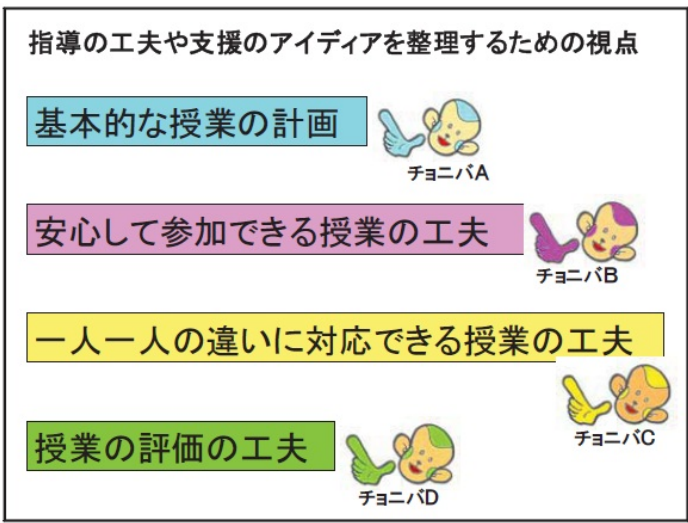 指導の工夫や支援のアイディアを整理するための視点
基本的な授業の計画
チョニバA
安心して参加できる授業の工夫
チョニバB
一人一人の違いに対応できる授業の工夫
チョニバC
授業の評価の工夫
チョニバD